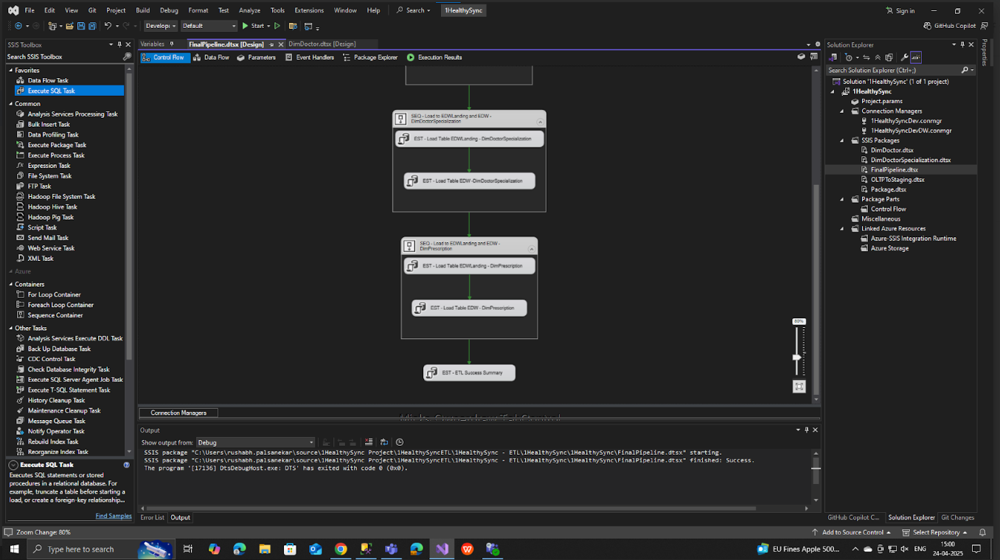 File Edit View Git Project Build Debug Format Test Analyze Tools Extensions Window Help Search 1HealthySync Sign in
Develop Default Start GitHub Copilot
SSIS Toolbox
Search SSIS Toolbox
Favorites
Data Flow Task
Execute SQL Task
Common
Analysis Services Processing Task
Bulk Insert Task
Data Profiling Task
Execute Package Task
Execute Process Task
Expression Task
File System Task
FTP Task
Hadoop File System Task
Hadoop Hive Task
Hadoop Pig Task
Script Task
Send Mail Task
Web Service Task
XML Task
Azure
Containers
For Loop Container
Foreach Loop Container
Sequence Container
Other Tasks
Analysis Services Execute DDL Task
Back Up Database Task
CDC Control Task
Check Database Integrity Task
Execute SQL Server Agent Job Task
Execute T-SQL Statement Task
History Cleanup Task
Maintenance Cleanup Task
Message Queue Task
Notify Operator Task
Rebuild Index Task
Reorganize Index Task
Execute SQL Task
Executes SQL statements or stored
procedures in a relational database. For
example, truncate a table before starting a
load, or create a foreign-key relationship...
Find Samples
Variables FinalPipeline.dtsx [Design] DimDoctor.dtsx [Design]
Control Flow Data Flow Parameters Event Handlers Package Explorer Execution Results
SEQ - Load to EDWLanding and EDW -
DimDoctorSpecialization
EST - Load Table EDWLanding - DimDoctorSpecialization
EST - Load Table EDW -DimDoctorSpecialization
SEQ - Load to EDWLanding and EDW -
DimPrescription
EST - Load Table EDWLanding - DimPrescription
EST - Load Table EDW - DimPrescription
EST - ETL Success Summary
80%
Connection Managers
Output
Show output from: Debug
SSIS package "C:\Users\rushabh.palsanekar\source\1HealthySync Project\1HealthySyncETL\1HealthySync - ETL\1HealthySync\1HealthySync\FinalPipeline.dtsx" starting.
SSIS package "C:\Users\rushabh.palsanekar\source\1HealthySync Project\1HealthySyncETL\1HealthySync - ETL\1HealthySync\1HealthySync\FinalPipeline.dtsx" finished: Success.
The program '[17136] DtsDebugHost.exe: DTS' has exited with code 0 (0x0).
Error List Output
Solution Explorer
Search Solution Explorer (Ctrl+;)
Solution '1HealthySync' (1 of 1 project)
1HealthySync
Project.params
Connection Managers
1HealthySyncDev.conmgr
1HealthySyncDevDW.conmgr
SSIS Packages
DimDoctor.dtsx
DimDoctorSpecialization.dtsx
FinalPipeline.dtsx
OLTPToStaging.dtsx
Package.dtsx
Package Parts
Control Flow
Miscellaneous
Linked Azure Resources
Azure-SSIS Integration Runtime
Azure Storage
GitHub Copilot C... Solution Explorer Git Changes
Properties
Zoom Change: 80% Add to Source Control Select Repository
Type here to search EU Fines Apple 500... ENG 15:00
24-04-2025